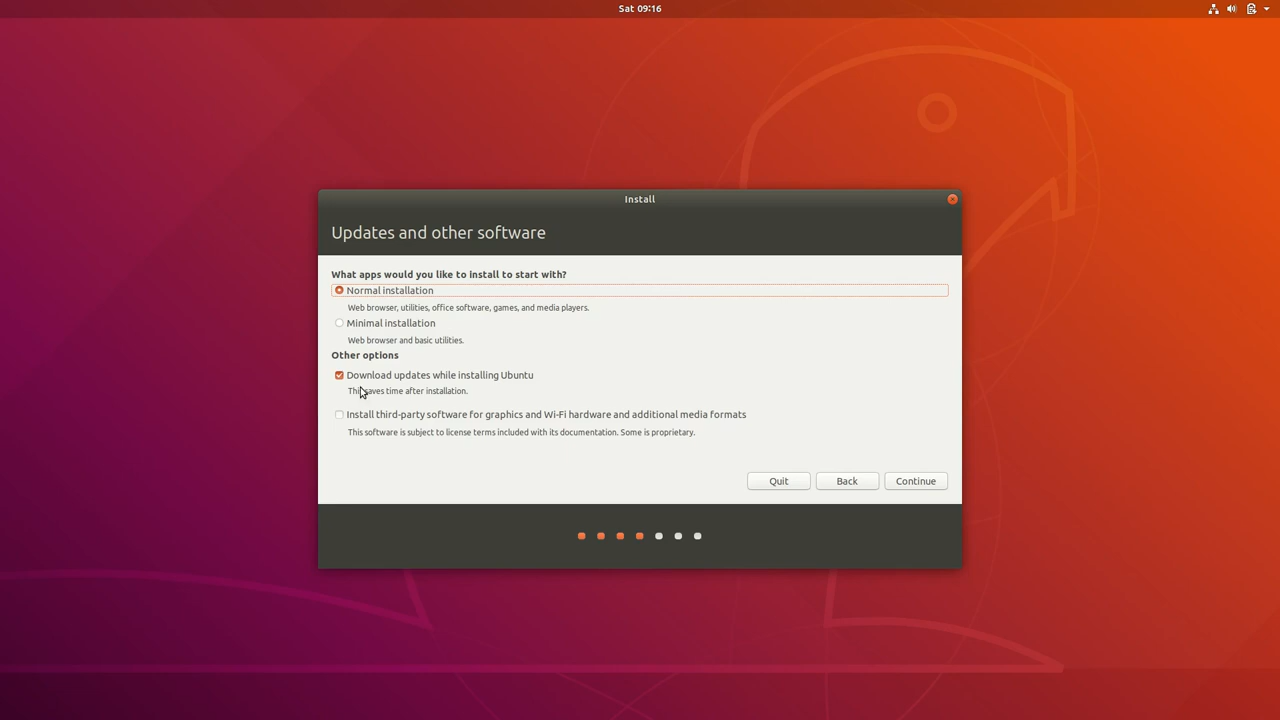 Sat 09:16
Install
Updates and other software
What apps would you like to install to start with?
Normal installation
Web browser, utilities, office software, games, and media players.
Minimal installation
Web browser and basic utilities.
Other options
Download updates while installing Ubuntu
This saves time after installation.
Install third-party software for graphics and Wi-Fi hardware and additional media formats
This software is subject to license terms included with its documentation. Some is proprietary.
Quit Back Continue